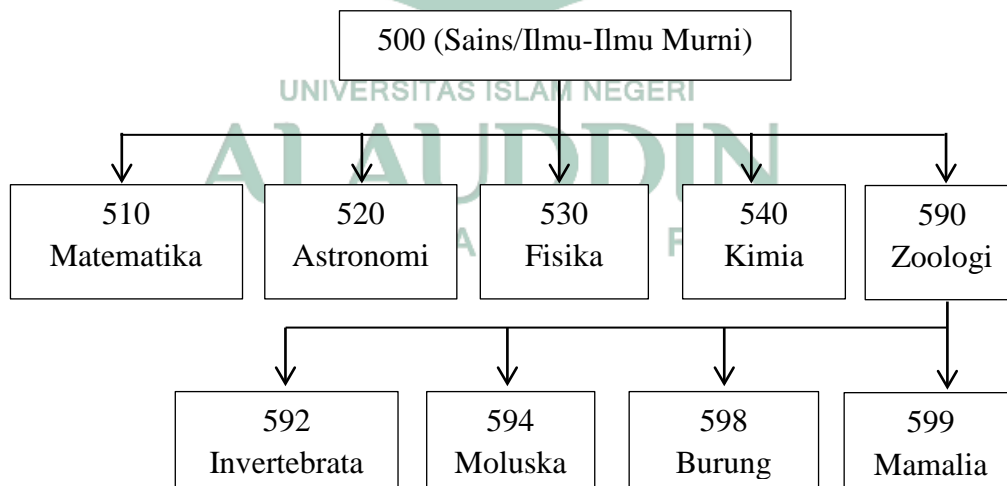 500 (Sains/Ilmu-Ilmu Murni)
UNIVERSITAS ISLAM NEGERI
ALAUDDIN
510
Matematika
520
Astronomi
530
Fisika
540
Kimia
590
Zoologi
592
Invertebrata
594
Moluska
598
Burung
599
Mamalia